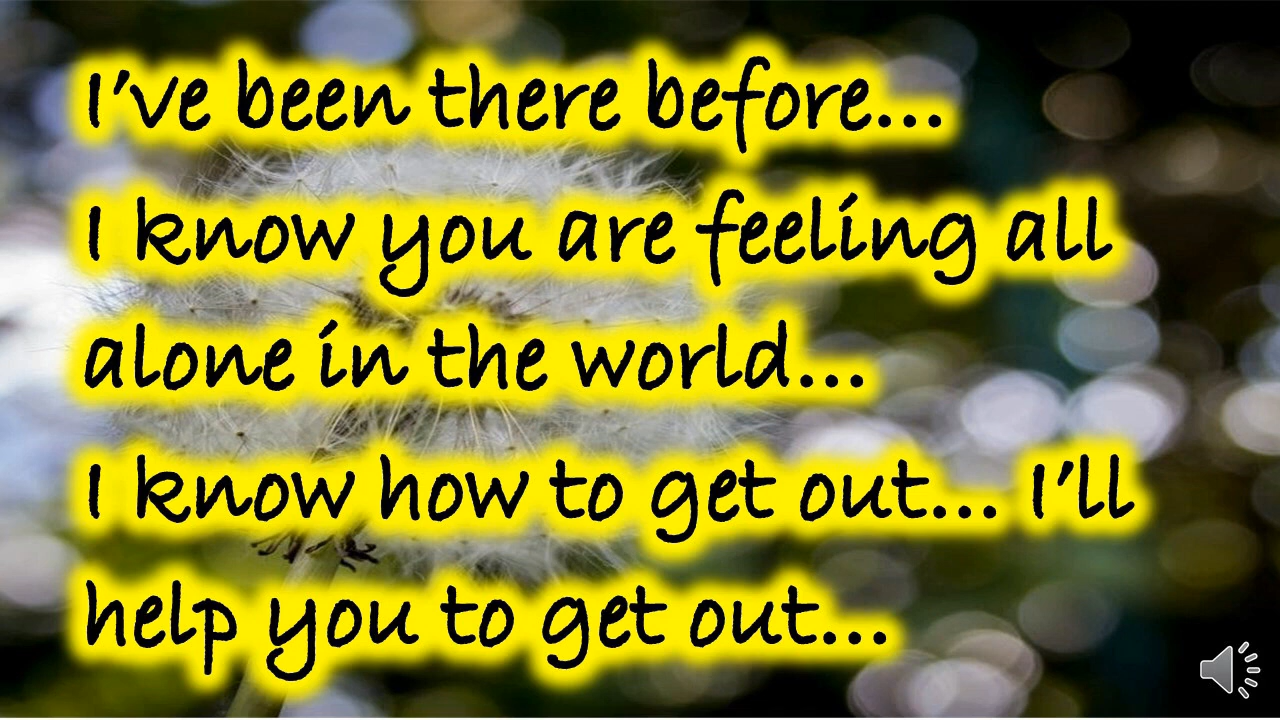 I've been there before...
I know you are feeling all
alone in the world...
I know how to get out... I'll
help you to get out...